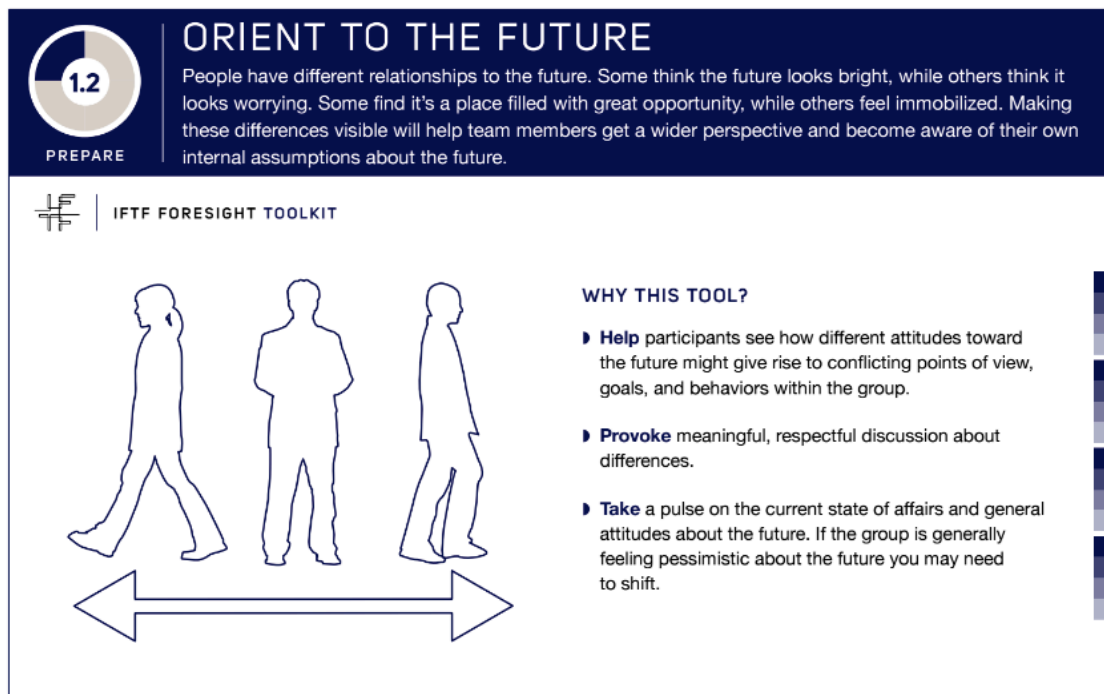 ORIENT TO THE FUTURE
People have different relationships to the future. Some think the future looks bright, while others think it
looks worrying. Some find it's a place filled with great opportunity, while others feel immobilized. Making
these differences visible will help team members get a wider perspective and become aware of their own
internal assumptions about the future.
1.2
PREPARE
IFTF FORESIGHT TOOLKIT
WHY THIS TOOL?
Help participants see how different attitudes toward
the future might give rise to conflicting points of view,
goals, and behaviors within the group.
Provoke meaningful, respectful discussion about
differences.
Take a pulse on the current state of affairs and general
attitudes about the future. If the group is generally
feeling pessimistic about the future you may need
to shift.